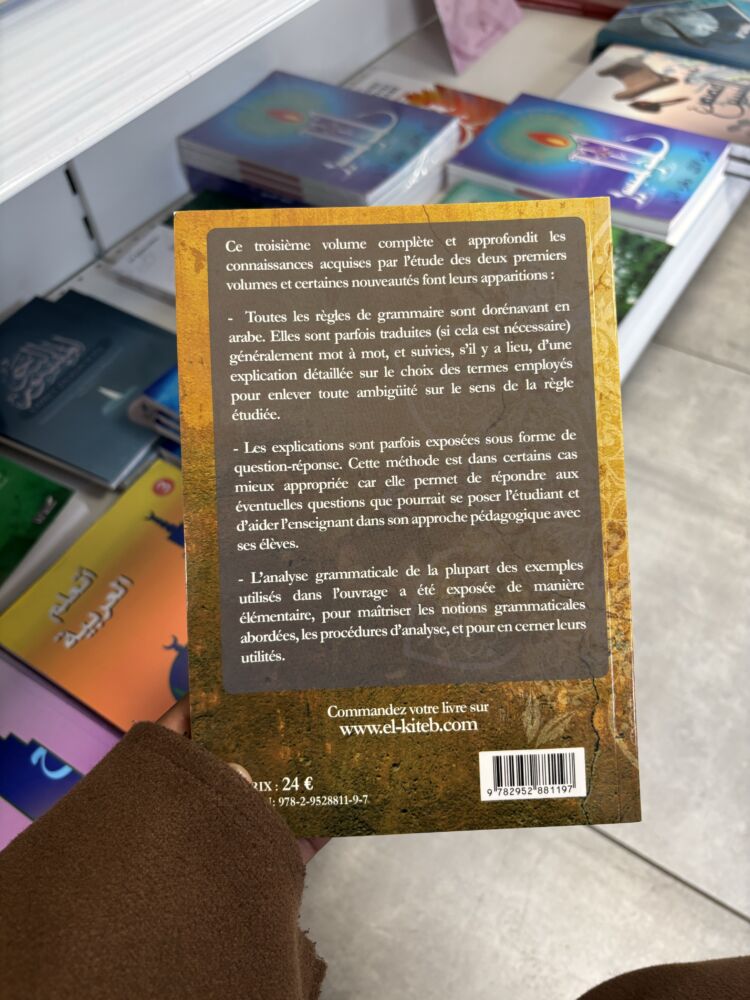 Ce troisième volume complète et approfondit les
connaissances acquises par l'étude des deux premiers
volumes et certaines nouveautés font leurs apparitions :
- Toutes les règles de grammaire sont dorénavant en
arabe. Elles sont parfois traduites (si cela est nécessaire)
généralement mot à mot, et suivies, s'il y a lieu, d'une
explication détaillée sur le choix des termes employés
pour enlever toute ambigüité sur le sens de la règle
étudiée.
- Les explications sont parfois exposées sous forme de
question-réponse. Cette méthode est dans certains cas
mieux appropriée car elle permet de répondre aux
éventuelles questions que pourrait se poser l'étudiant et
d'aider l'enseignant dans son approche pédagogique avec
ses élèves.
- L'analyse grammaticale de la plupart des exemples
utilisés dans l'ouvrage a été exposée de manière
élémentaire, pour maîtriser les notions grammaticales
abordées, les procédures d'analyse, et pour en cerner leurs
utilités.
Commandez votre livre sur
www.el-kiteb.com
RIX : 24 €
N: 978-2-9528811-9-7
9 782952 881197
أتعلم
العربية
3